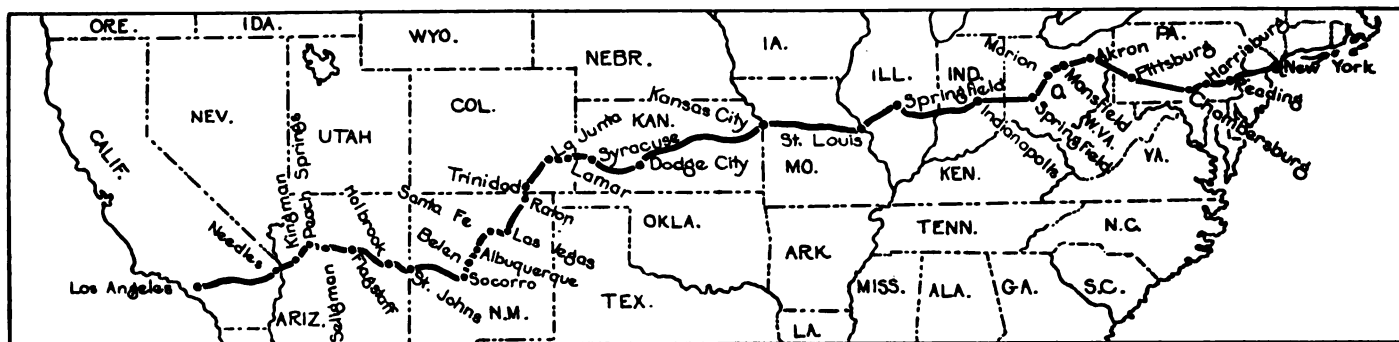 ORE.
IDA.
WYO.
NEBR.
IA.
ILL.
IND.
O.
PA.
NEV.
UTAH
COL.
KAN.
MO.
KEN.
W.VA.
VA.
CALIF.
ARIZ.
N.M.
TEX.
OKLA.
ARK.
LA.
TENN.
MISS.
ALA.
GA.
N.C.
S.C.
Los Angeles
Needles
Kingman
Peach Springs
Seligman
Flagstaff
Holbrook
St. Johns
Socorro
Belen
Albuquerque
Santa Fe
Las Vegas
Raton
Trinidad
La Junta
Lamar
Syracuse
Dodge City
Kansas City
St. Louis
Springfield
Indianapolis
Springfield
Marion
Mansfield
Akron
Pittsburg
Chambersburg
Harrisburg
Reading
New York